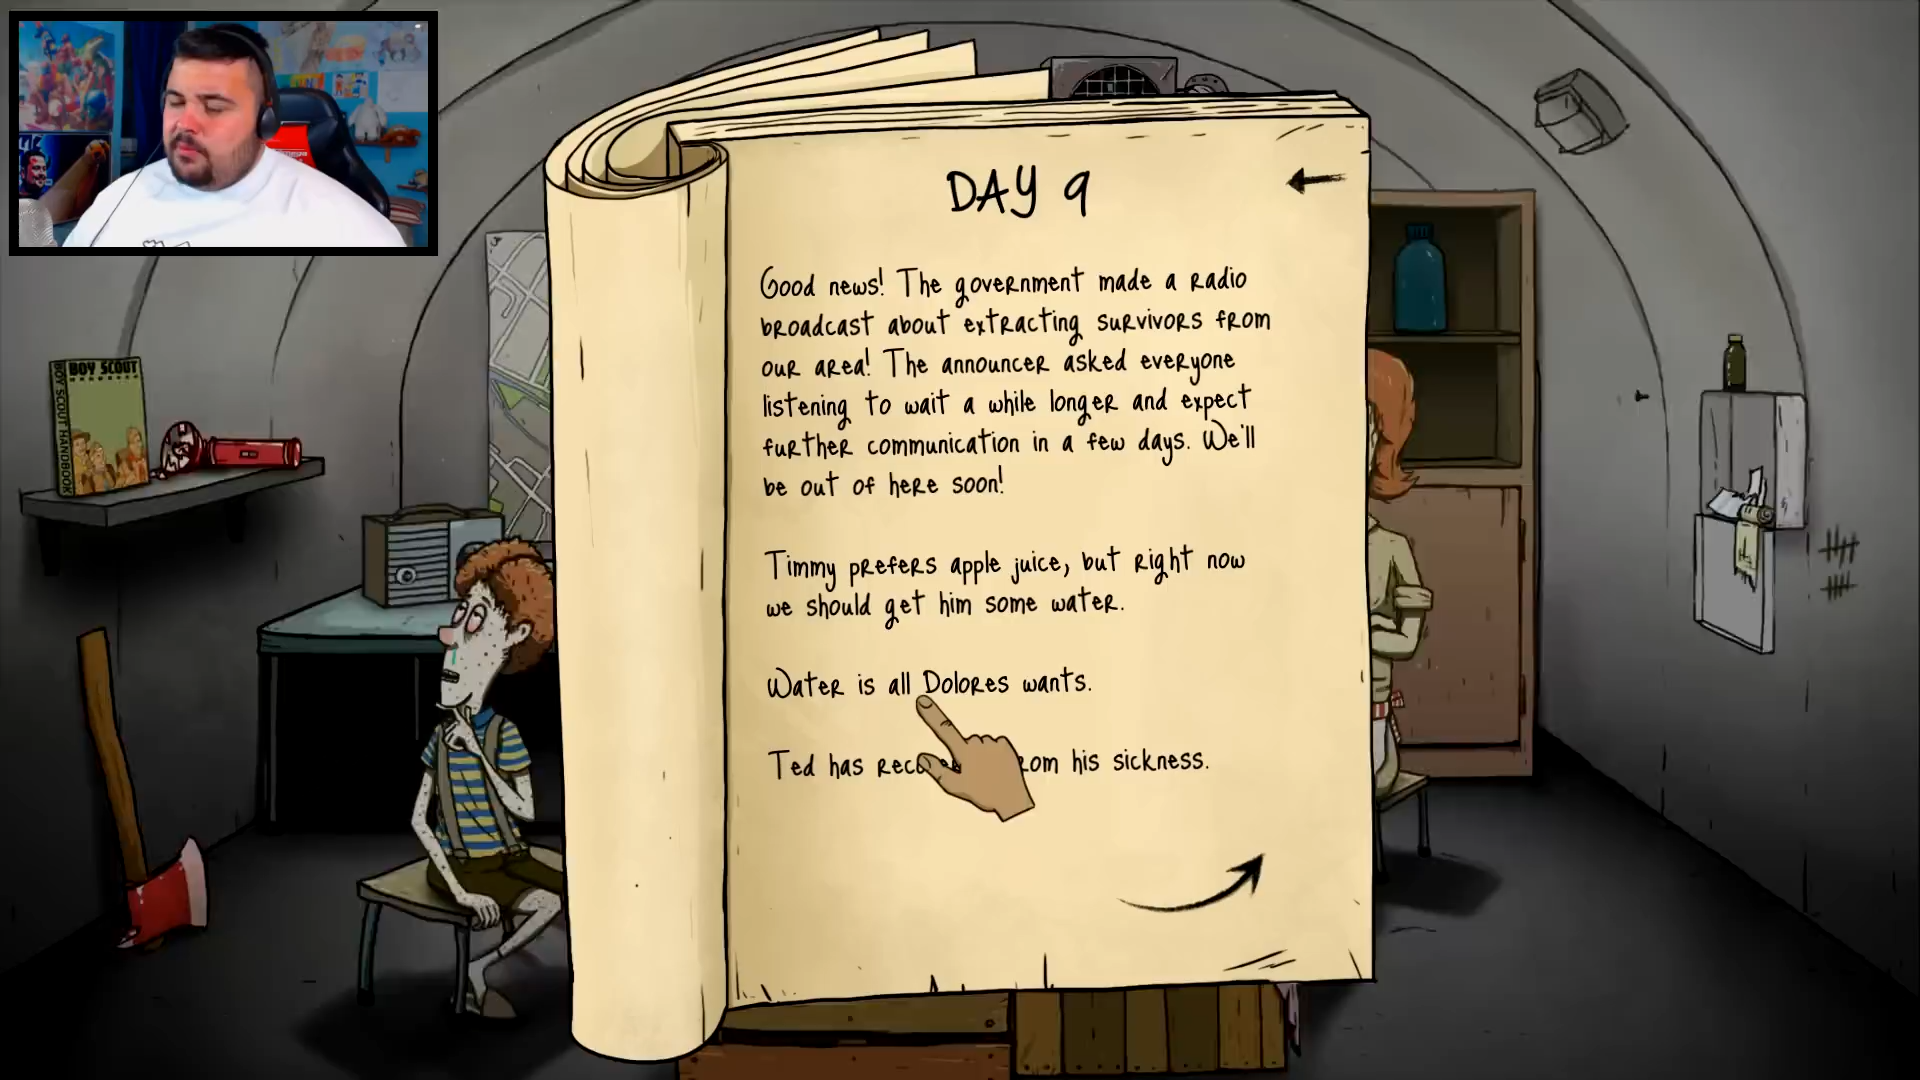 BOY SCOUT
BOY SCOUT HANDBOOK
DAY 9
Good news! The government made a radio
broadcast about extracting survivors from
our area! The announcer asked everyone
listening to wait a while longer and expect
further communication in a few days. We'll
be out of here soon!
Timmy prefers apple juice, but right now
we should get him some water.
Water is all Dolores wants.
Ted has from his sickness.